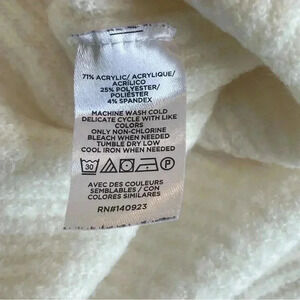 71% ACRYLIC/ ACRYLIQUE/
ACRÍLICO
25% POLYESTER/
POLIÉSTER
4% SPANDEX
MACHINE WASH COLD
DELICATE CYCLE WITH LIKE
COLORS
ONLY NON-CHLORINE
BLEACH WHEN NEEDED
TUMBLE DRY LOW
COOL IRON WHEN NEEDED
30 P
AVEC DES COULEURS
SEMBLABLES / CON
COLORES SIMILARES
RN#140923